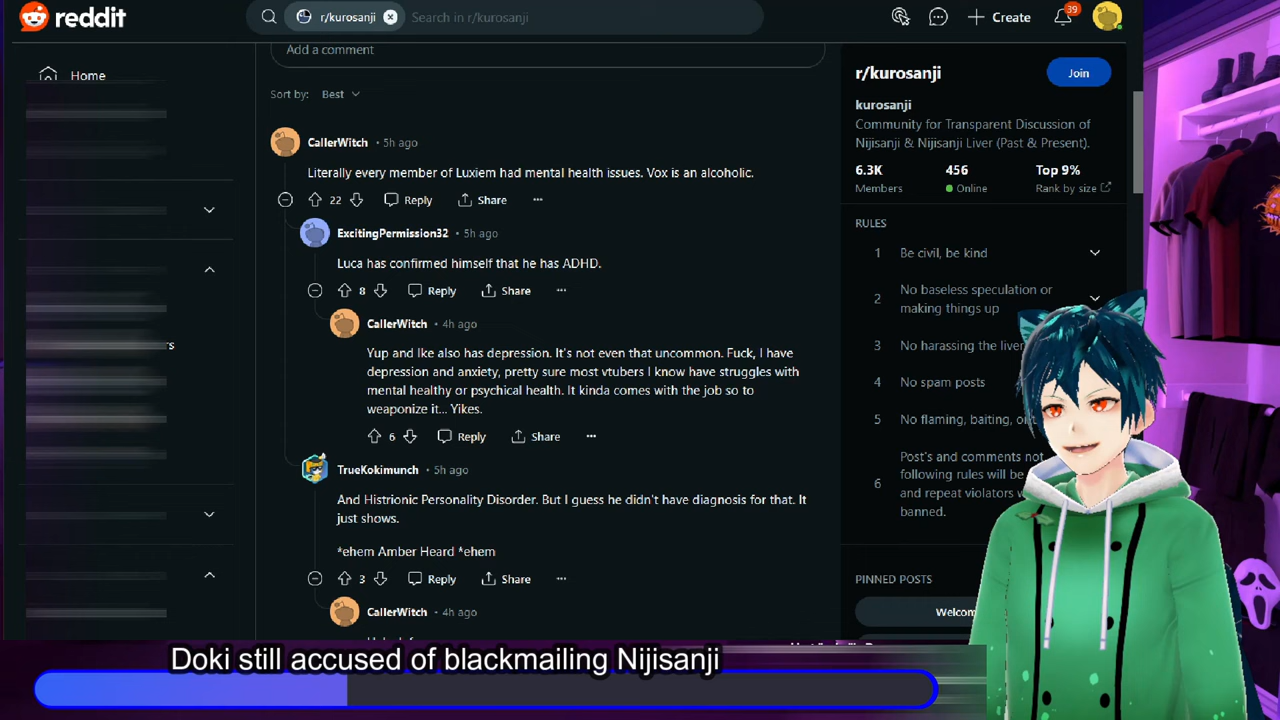 reddit
r/kurosanji
Search in r/kurosanji
Create
39
Home
Add a comment
Sort by: Best
CallerWitch • 5h ago
Literally every member of Luxiem had mental health issues. Vox is an alcoholic.
22 Reply Share
ExcitingPermission32 • 5h ago
Luca has confirmed himself that he has ADHD.
8 Reply Share
CallerWitch • 4h ago
Yup and Ike also has depression. It's not even that uncommon. Fuck, I have
depression and anxiety, pretty sure most vtubers I know have struggles with
mental healthy or psychical health. It kinda comes with the job so to
weaponize it... Yikes.
6 Reply Share
TrueKokimunch • 5h ago
And Histrionic Personality Disorder. But I guess he didn't have diagnosis for that. It
just shows.
*ehem Amber Heard *ehem
3 Reply Share
CallerWitch • 4h ago
r/kurosanji
Join
kurosanji
Community for Transparent Discussion of
Nijisanji & Nijisanji Liver (Past & Present).
6.3K 456 Top 9%
Members Online Rank by size
RULES
1 Be civil, be kind
2 No baseless speculation or
making things up
3 No harassing the liver
4 No spam posts
5 No flaming, baiting, or
6 Post's and comments not
following rules will be
and repeat violators
banned.
PINNED POSTS
Welcom
Doki still accused of blackmailing Nijisanji